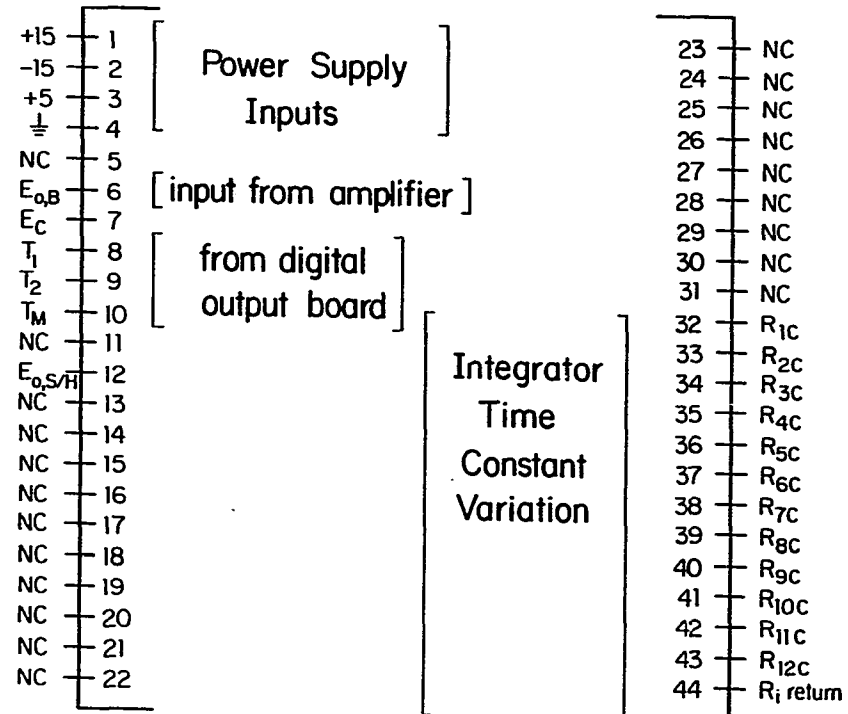 +15 1
-15 2
+5 3
4
NC 5
E₀,B 6
E_C 7
T₁ 8
T₂ 9
T_M 10
NC 11
E₀,S/H 12
NC 13
NC 14
NC 15
NC 16
NC 17
NC 18
NC 19
NC 20
NC 21
NC 22
Power Supply
Inputs
[input from amplifier]
from digital
output board
Integrator
Time
Constant
Variation
23 NC
24 NC
25 NC
26 NC
27 NC
28 NC
29 NC
30 NC
31 NC
32 R1C
33 R2C
34 R3C
35 R4C
36 R5C
37 R6C
38 R7C
39 R8C
40 R9C
41 R10C
42 R11C
43 R12C
44 Ri return